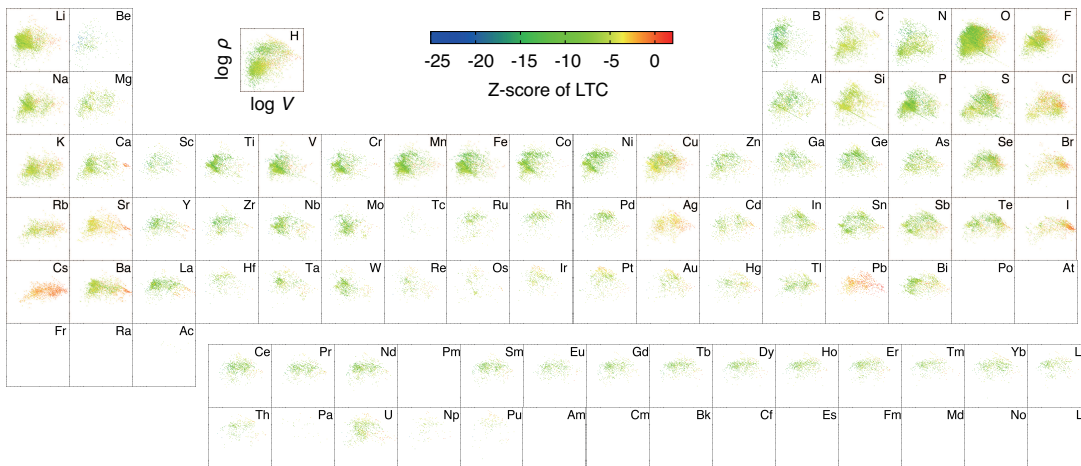 Li Be B C N O F
H
log ρ
log V
-25 -20 -15 -10 -5 0
Z-score of LTC
Na Mg Al Si P S Cl
K Ca Sc Ti V Cr Mn Fe Co Ni Cu Zn Ga Ge As Se Br
Rb Sr Y Zr Nb Mo Tc Ru Rh Pd Ag Cd In Sn Sb Te I
Cs Ba La Hf Ta W Re Os Ir Pt Au Hg Tl Pb Bi Po At
Fr Ra Ac
Ce Pr Nd Pm Sm Eu Gd Tb Dy Ho Er Tm Yb L
Th Pa U Np Pu Am Cm Bk Cf Es Fm Md No L